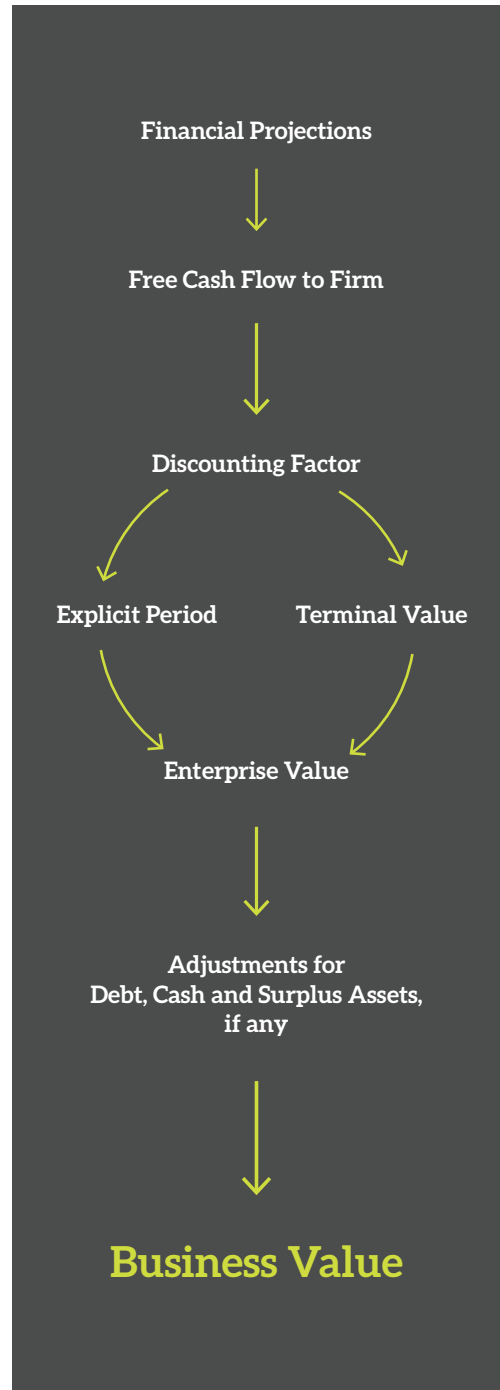 Financial Projections
Free Cash Flow to Firm
Discounting Factor
Explicit Period
Terminal Value
Enterprise Value
Adjustments for
Debt, Cash and Surplus Assets,
if any
Business Value